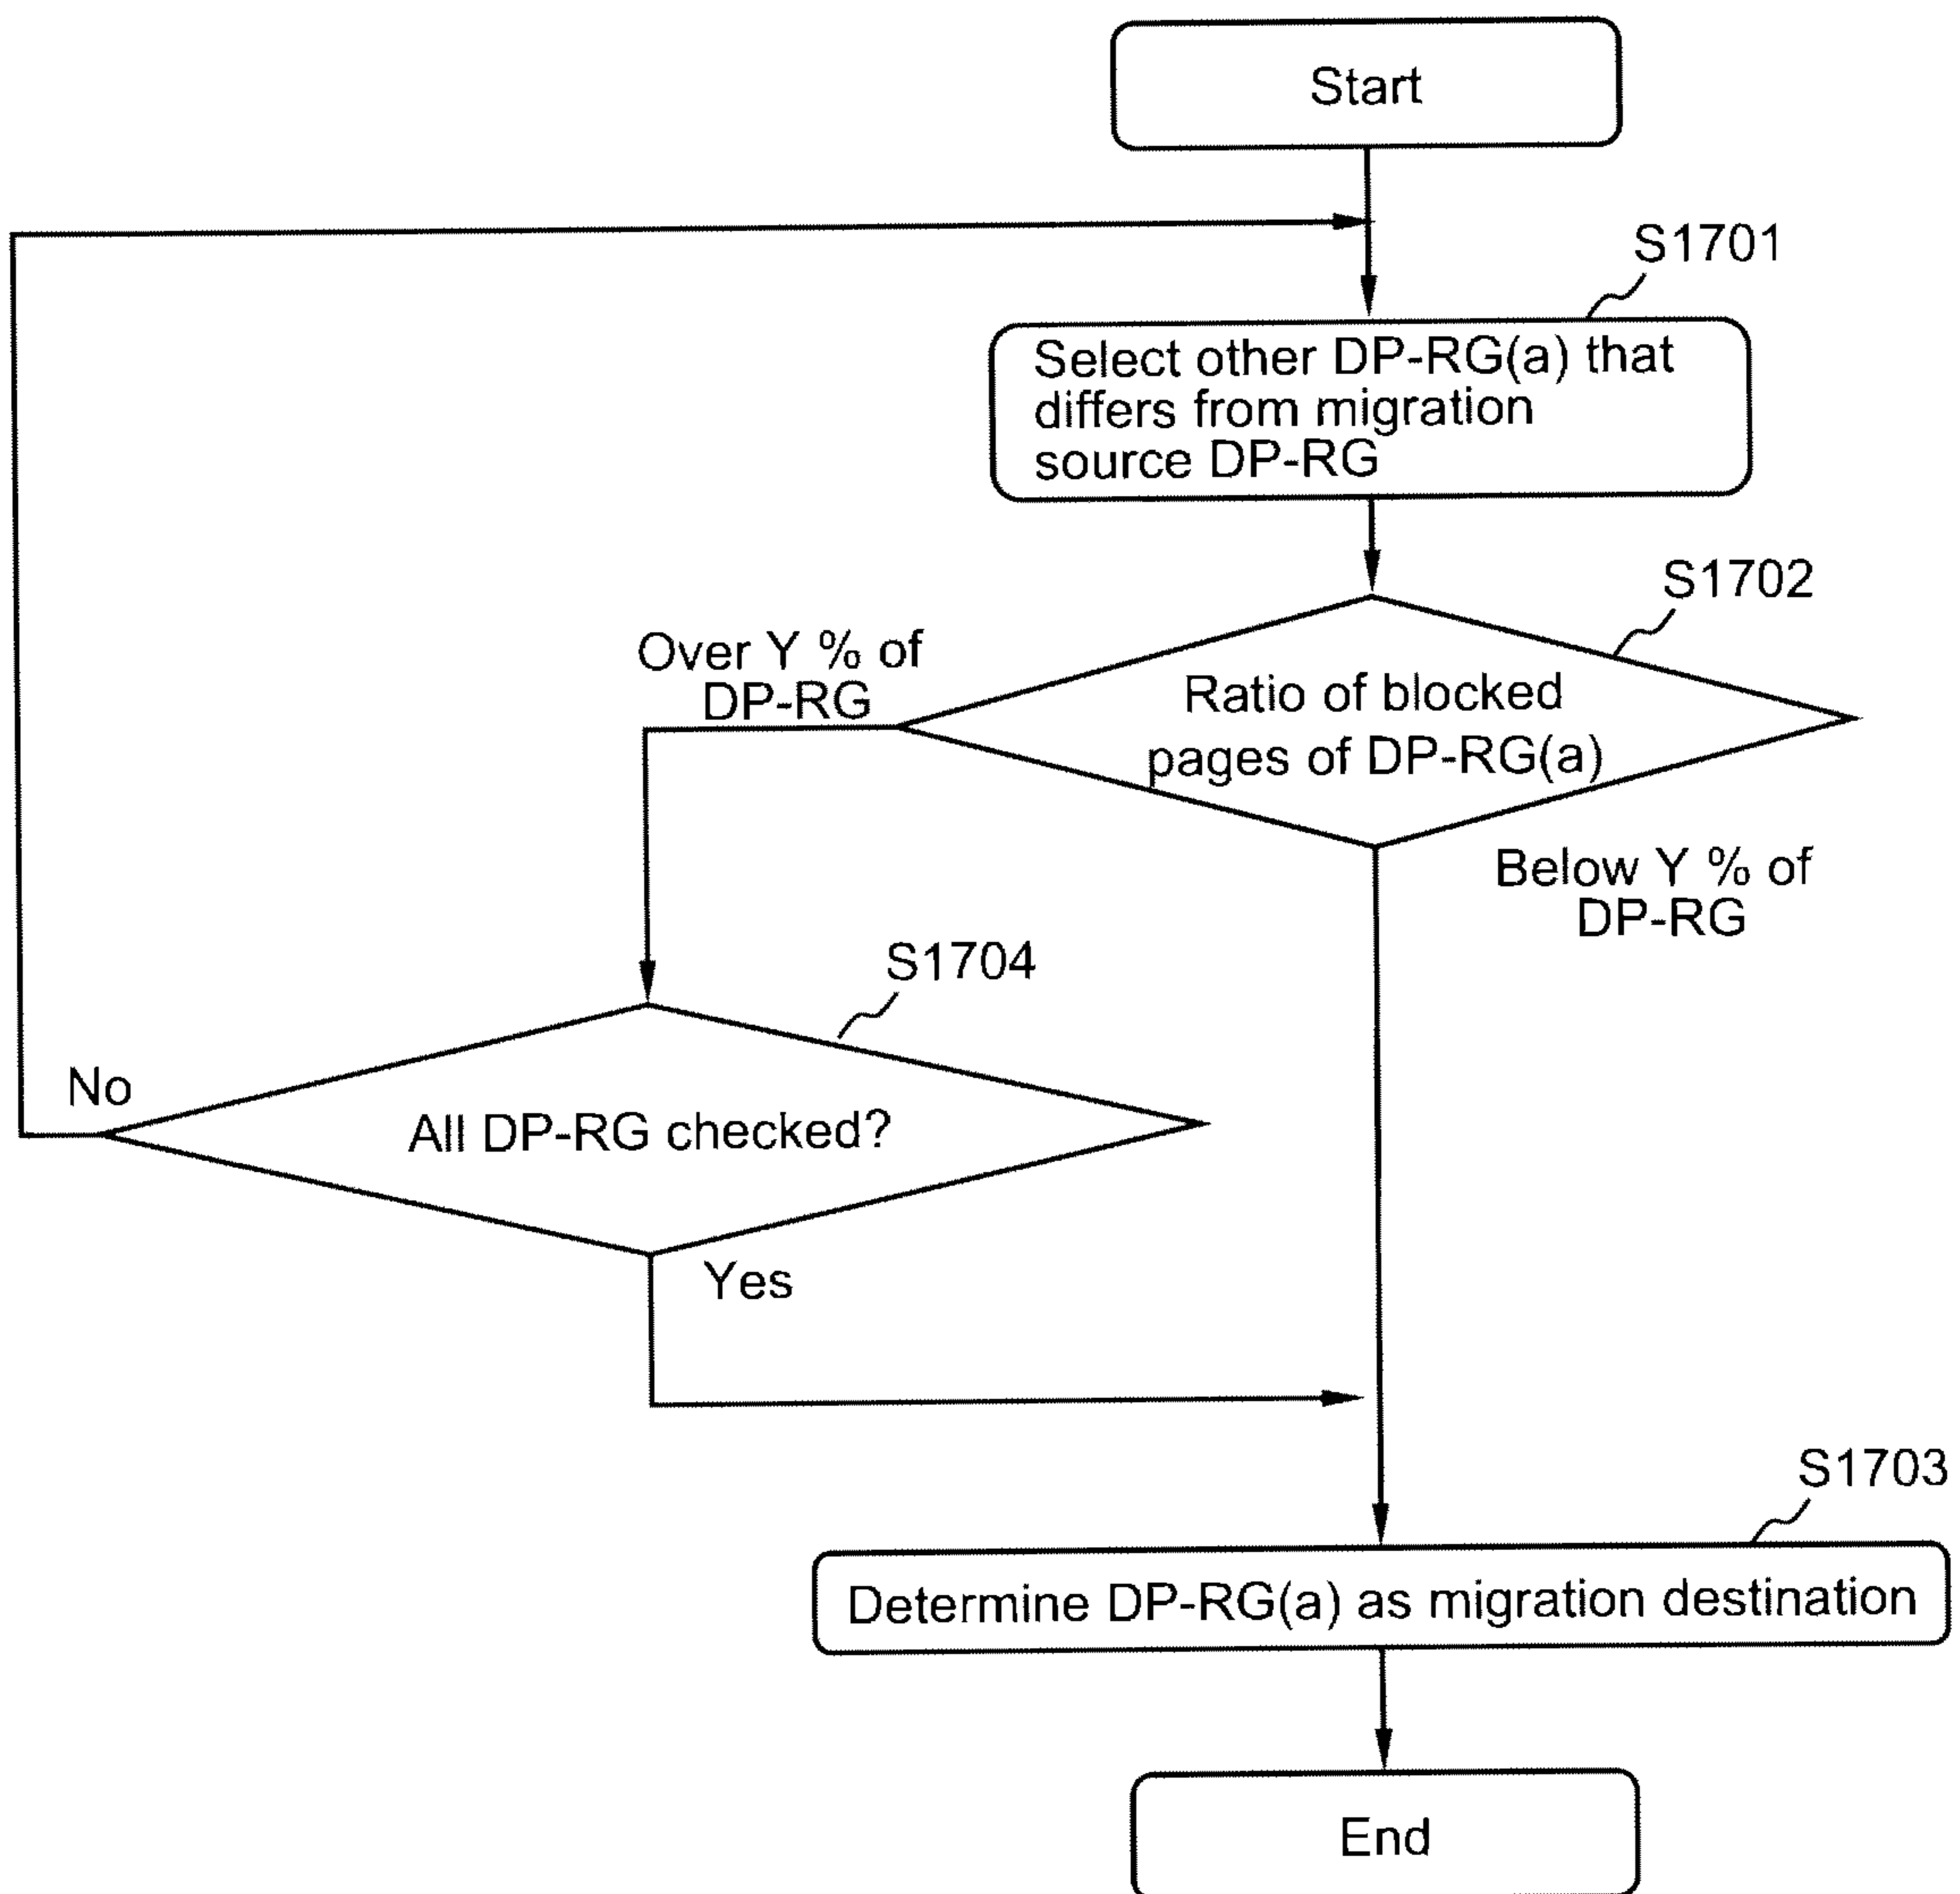 Start
S1701
Select other DP-RG(a) that
differs from migration
source DP-RG
S1702
Over Y % of
DP-RG
Ratio of blocked
pages of DP-RG(a)
Below Y % of
DP-RG
S1704
No
All DP-RG checked?
Yes
S1703
Determine DP-RG(a) as migration destination
End